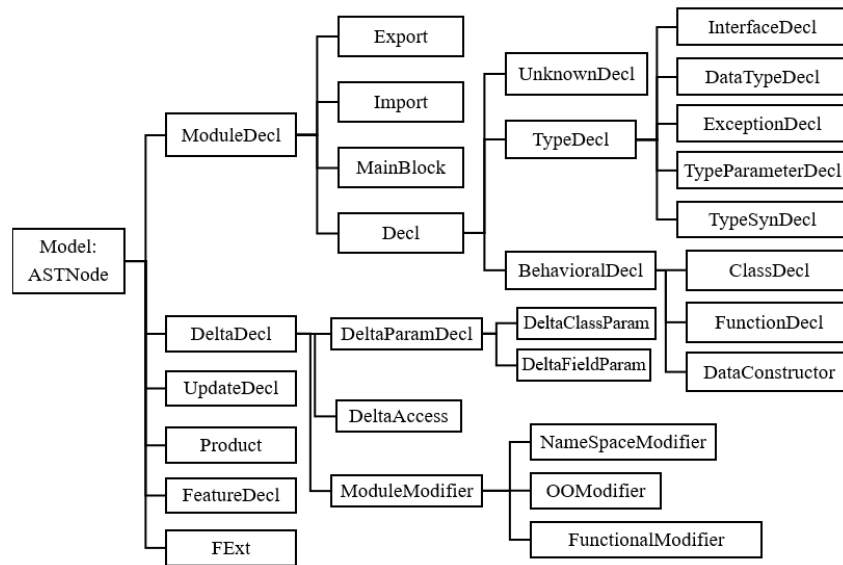 Export
InterfaceDecl
UnknownDecl
DataTypeDecl
Import
ModuleDecl
TypeDecl
ExceptionDecl
MainBlock
TypeParameterDecl
Decl
TypeSynDecl
Model:
ASTNode
BehavioralDecl
ClassDecl
DeltaDecl
DeltaParamDecl
DeltaClassParam
FunctionDecl
DeltaFieldParam
UpdateDecl
DataConstructor
DeltaAccess
Product
NameSpaceModifier
FeatureDecl
ModuleModifier
OOModifier
FExt
FunctionalModifier